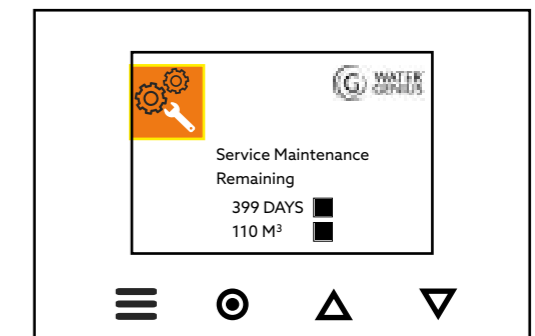 WATER
GENIUS
Service Maintenance
Remaining
399 DAYS
110 M³